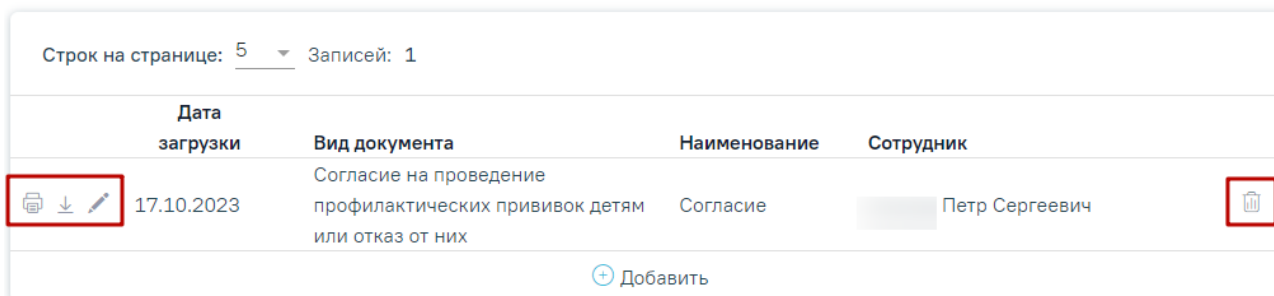 Строк на странице: 5 Записей: 1
Дата
загрузки Вид документа Наименование Сотрудник
Согласие на проведение
17.10.2023 профилактических прививок детям Согласие Петр Сергеевич
или отказ от них
Добавить